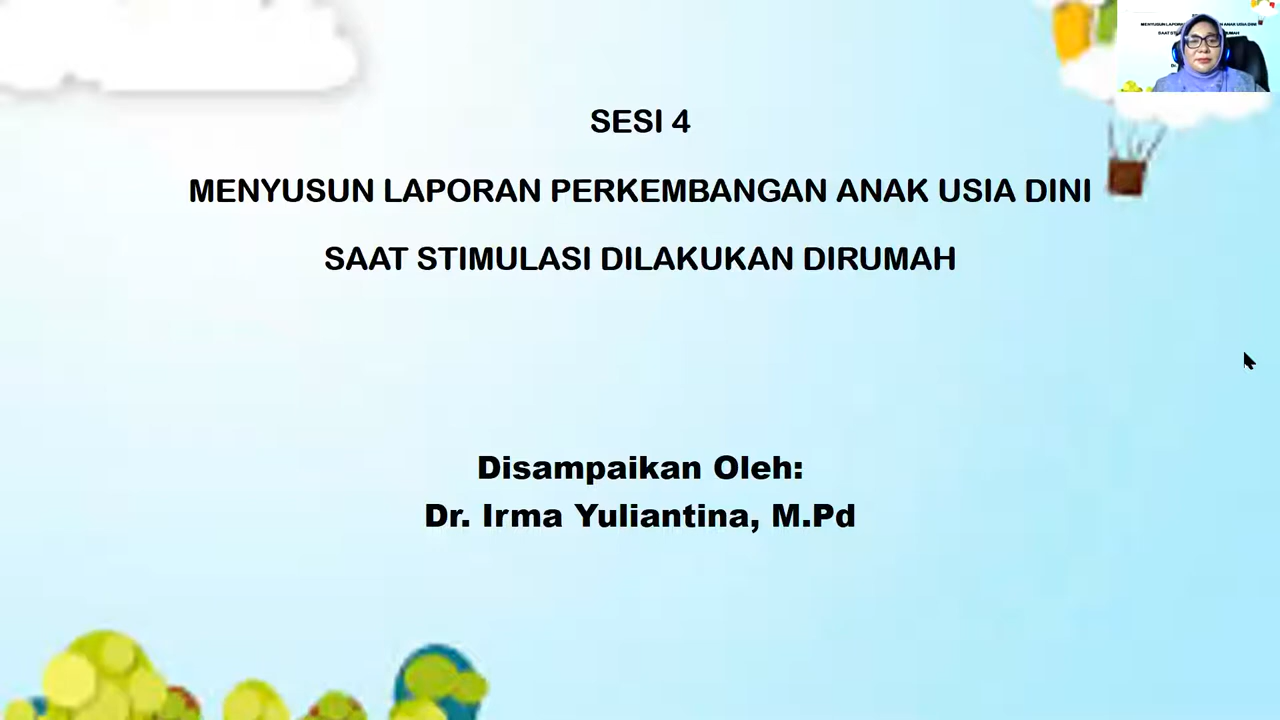 SESI 4
MENYUSUN LAPORAN PERKEMBANGAN ANAK USIA DINI
SAAT STIMULASI DILAKUKAN DIRUMAH
Disampaikan Oleh:
Dr. Irma Yuliantina, M.Pd